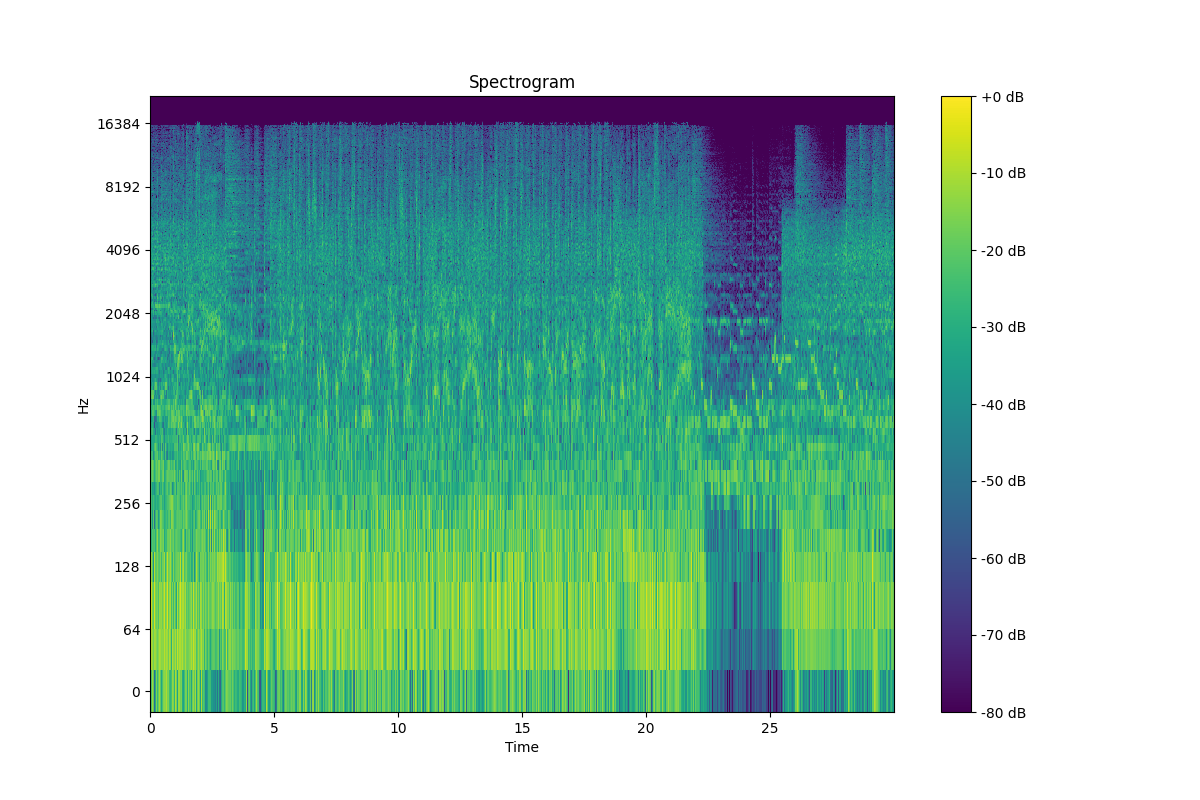 Spectrogram
16384
8192
4096
2048
1024
512
256
128
64
0
Hz
0
5
10
15
20
25
Time
+0 dB
-10 dB
-20 dB
-30 dB
-40 dB
-50 dB
-60 dB
-70 dB
-80 dB